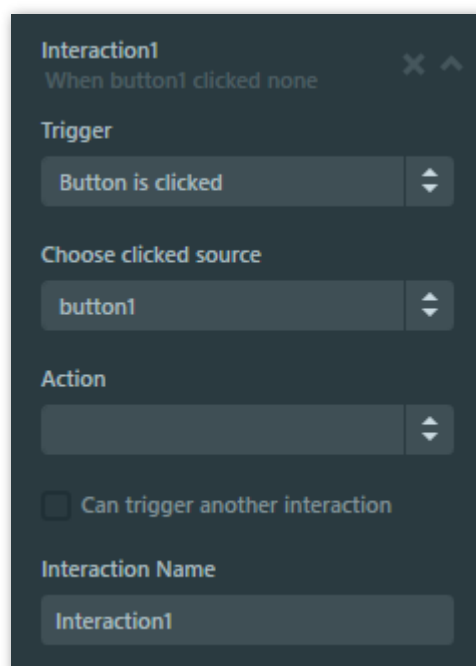 Interaction1
When button1 clicked none
Trigger
Button is clicked
Choose clicked source
button1
Action
Can trigger another interaction
Interaction Name
Interaction1